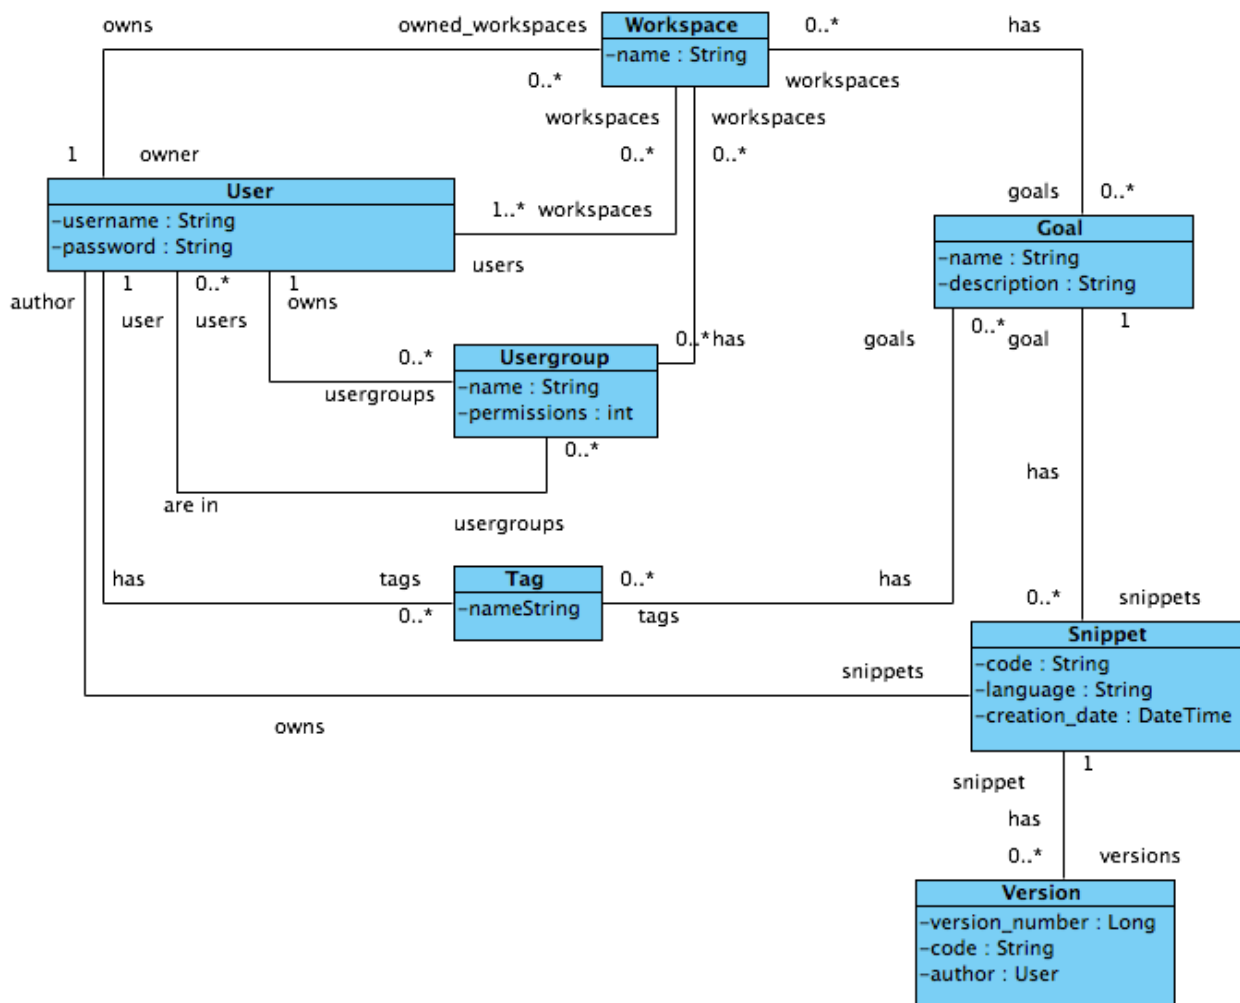 owns
owned_workspaces
Workspace
0..*
has
-name : String
0..*
workspaces
workspaces
workspaces
1
owner
0..*
0..*
User
-username : String
-password : String
1..*
workspaces
users
goals
0..*
Goal
-name : String
-description : String
author
1
0..*
1
owns
user
users
0..*
1
goals
goal
0..*
has
0..*
usergroups
Usergroup
-name : String
-permissions : int
0..*
are in
usergroups
has
has
tags
0..*
Tag
-nameString
0..*
tags
has
0..*
snippets
Snippet
-code : String
-language : String
-creation_date : DateTime
snippets
owns
1
snippet
has
0..*
versions
Version
-version_number : Long
-code : String
-author : User